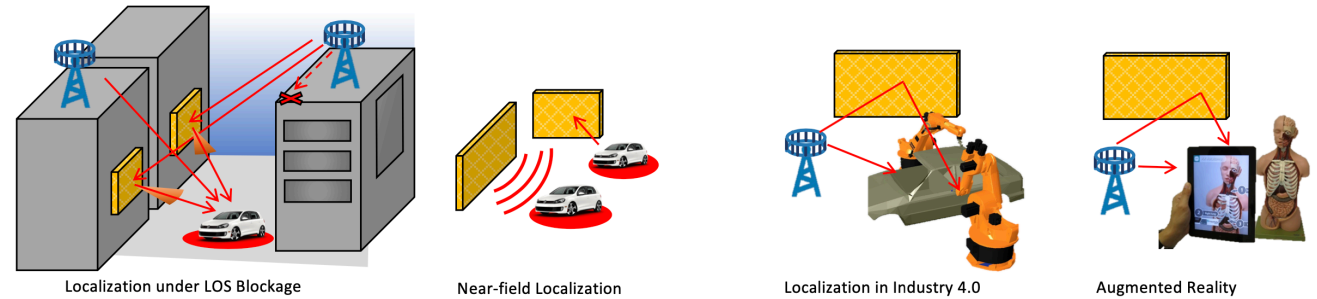 Localization under LOS Blockage
Near-field Localization
Localization in Industry 4.0
Augmented Reality